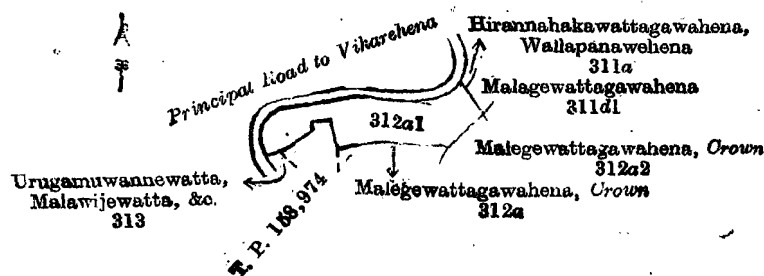 Hirannahakawattagawahena,
Wallapanawehena
311a
Principal Road to Viharehena
Malagewattagawahena
311d1
312a1
Malegewattagawahena, Crown
312a2
Urugamuwannewatta,
Malawijewatta, &c.
313
Malegewattagawahena, Crown
312a
T. P. 158,974